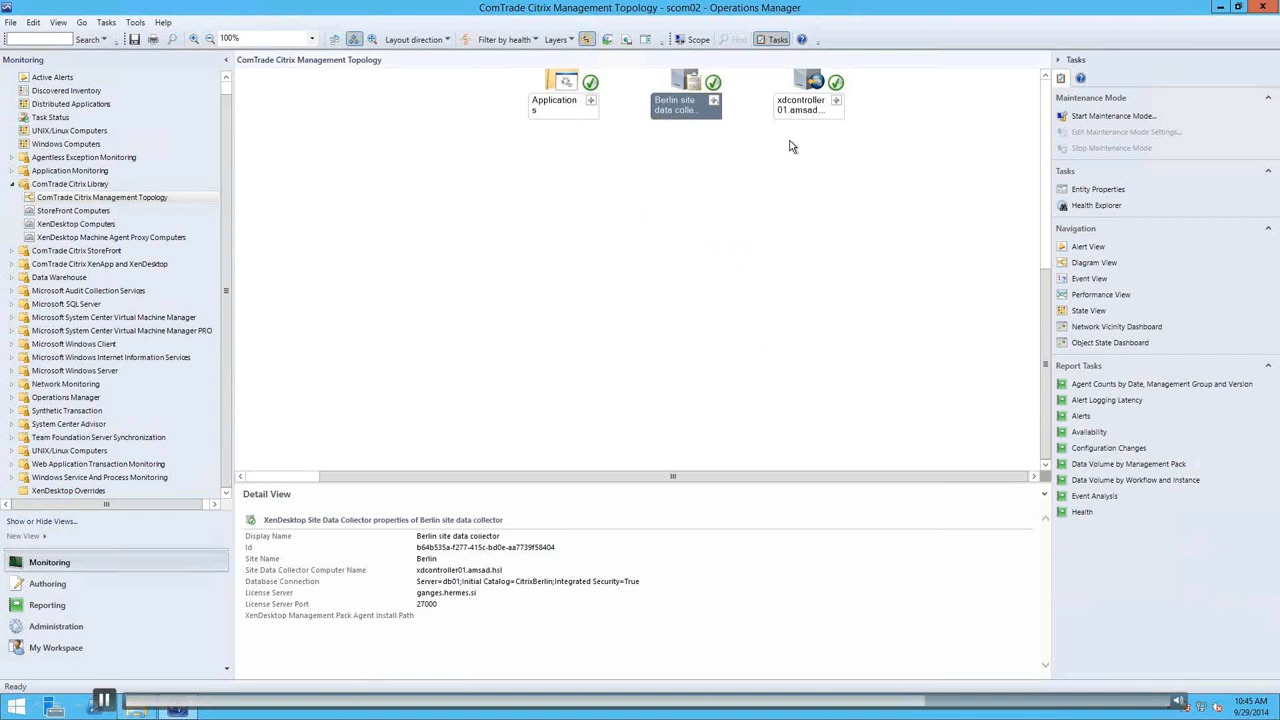 ComTrade Citrix Management Topology - scom02 - Operations Manager
File Edit View Go Tasks Tools Help
Search 100% Layout direction Filter by health Layers Scope Find Tasks
Monitoring
Active Alerts
Discovered Inventory
Distributed Applications
Task Status
UNIX/Linux Computers
Windows Computers
Agentless Exception Monitoring
Application Monitoring
ComTrade Citrix Library
ComTrade Citrix Management Topology
StoreFront Computers
XenDesktop Computers
XenDesktop Machine Agent Proxy Computers
ComTrade Citrix StoreFront
ComTrade Citrix XenApp and XenDesktop
Data Warehouse
Microsoft Audit Collection Services
Microsoft SQL Server
Microsoft System Center Virtual Machine Manager
Microsoft System Center Virtual Machine Manager PRO
Microsoft Windows Client
Microsoft Windows Internet Information Services
Microsoft Windows Server
Network Monitoring
Operations Manager
Synthetic Transaction
System Center Advisor
Team Foundation Server Synchronization
UNIX/Linux Computers
Web Application Transaction Monitoring
Windows Service And Process Monitoring
XenDesktop Overrides
Show or Hide Views...
New View
Monitoring
Authoring
Reporting
Administration
My Workspace
Ready
ComTrade Citrix Management Topology
Application
s
Berlin site
data colle...
xdcontroller
01.amsad....
Detail View
XenDesktop Site Data Collector properties of Berlin site data collector
Display Name Berlin site data collector
Id b64b535a-f277-415c-bd0e-aa7739f58404
Site Name Berlin
Site Data Collector Computer Name xdcontroller01.amsad.hsl
Database Connection Server=db01;Initial Catalog=CitrixBerlin;Integrated Security=True
License Server ganges.hermes.si
License Server Port 27000
XenDesktop Management Pack Agent Install Path
Tasks
Maintenance Mode
Start Maintenance Mode...
Edit Maintenance Mode Settings...
Stop Maintenance Mode
Tasks
Entity Properties
Health Explorer
Navigation
Alert View
Diagram View
Event View
Performance View
State View
Network Vicinity Dashboard
Object State Dashboard
Report Tasks
Agent Counts by Date, Management Group and Version
Alert Logging Latency
Alerts
Availability
Configuration Changes
Data Volume by Management Pack
Data Volume by Workflow and Instance
Event Analysis
Health
10:45 AM
9/29/2014